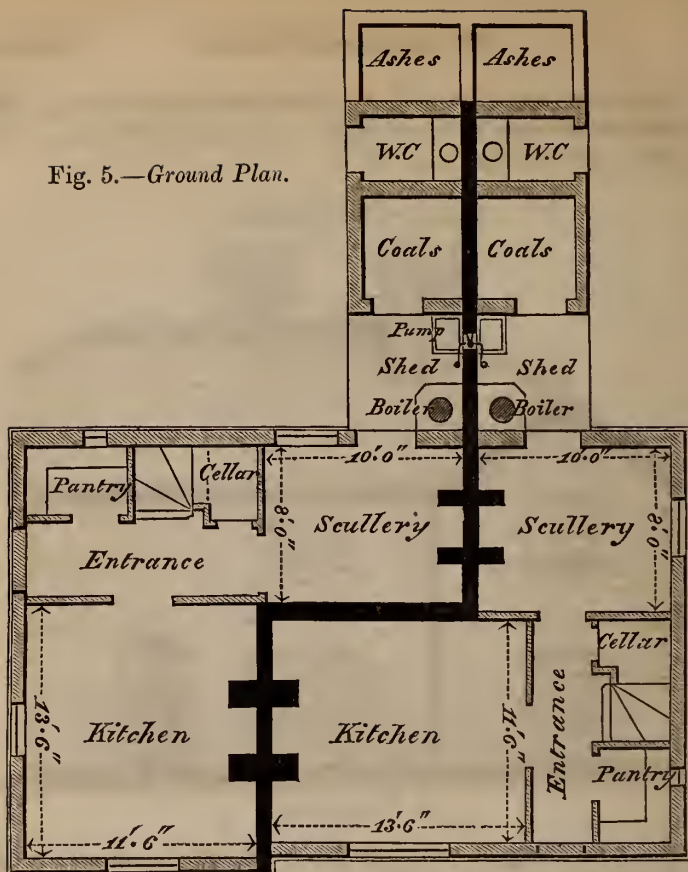 Ashes Ashes
Fig. 5.—Ground Plan.
W.C W.C
Coals Coals
Pump
Shed Shed
Boiler Boiler
10'.0" 10'.0"
Pantry Cellar
8'.0" Scullery Scullery 8'.0"
Entrance
Cellar
13'.6" Kitchen Kitchen 11'.6" Entrance
Pantry
11'.6" 13'.6"